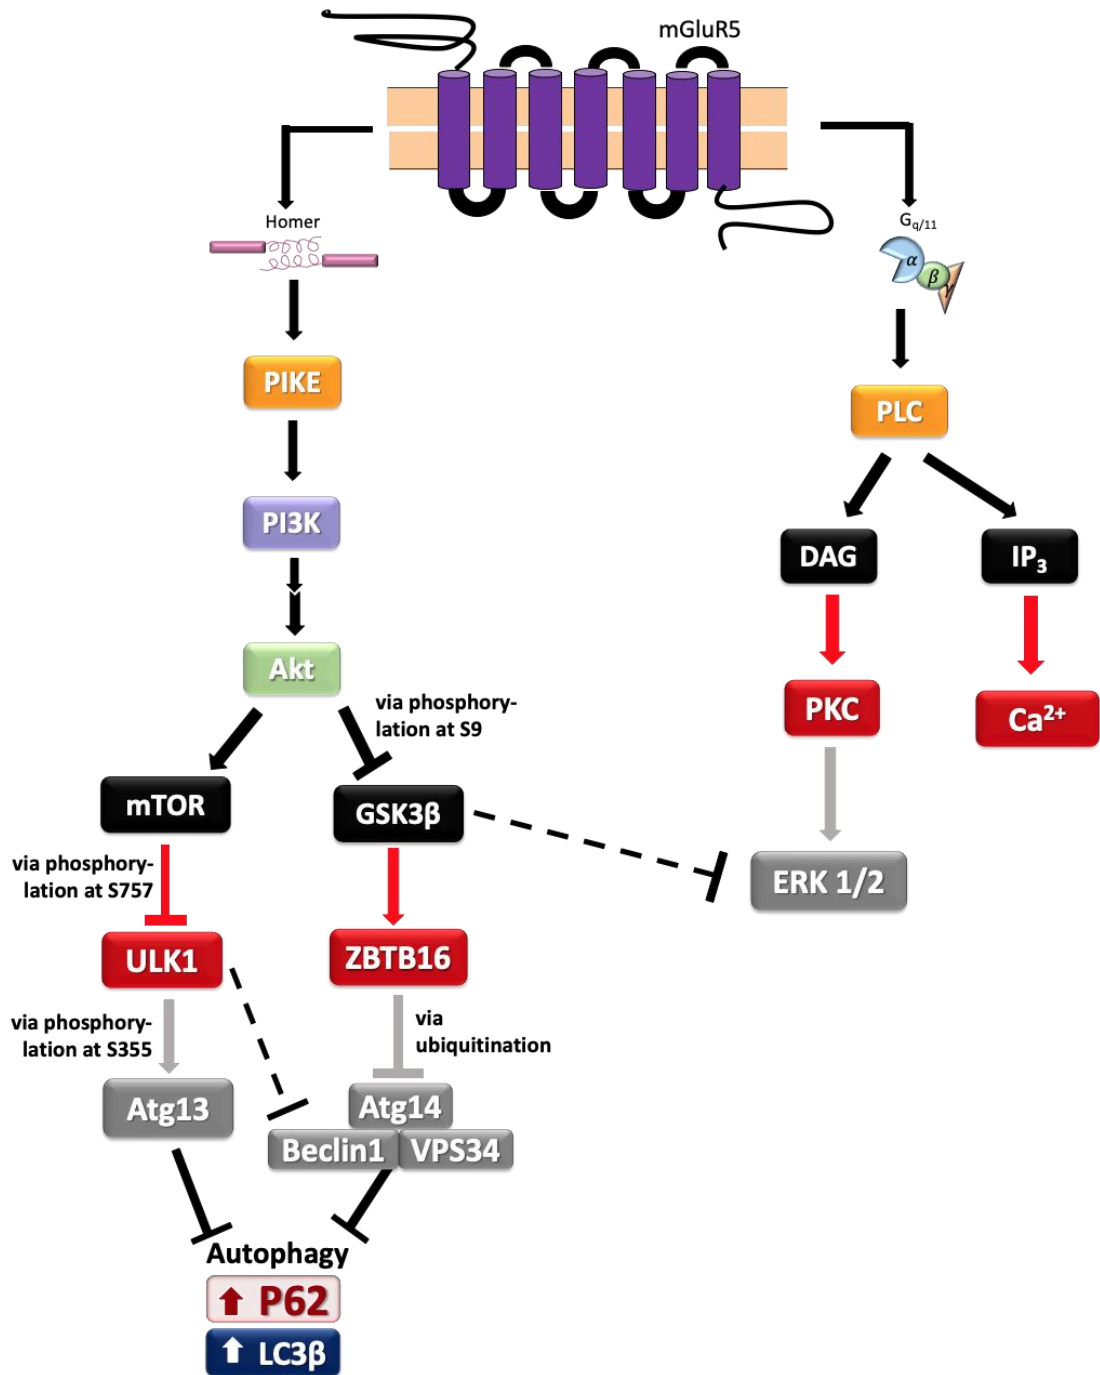 mGluR5
Homer
Gq/11
α
β
γ
PIKE
PLC
PI3K
DAG
IP3
Akt
via phosphory-
lation at S9
PKC
Ca2+
mTOR
GSK3β
via phosphory-
lation at S757
ERK 1/2
ULK1
ZBTB16
via phosphory-
lation at S355
via
ubiquitination
Atg13
Atg14
Beclin1
VPS34
Autophagy
P62
LC3β